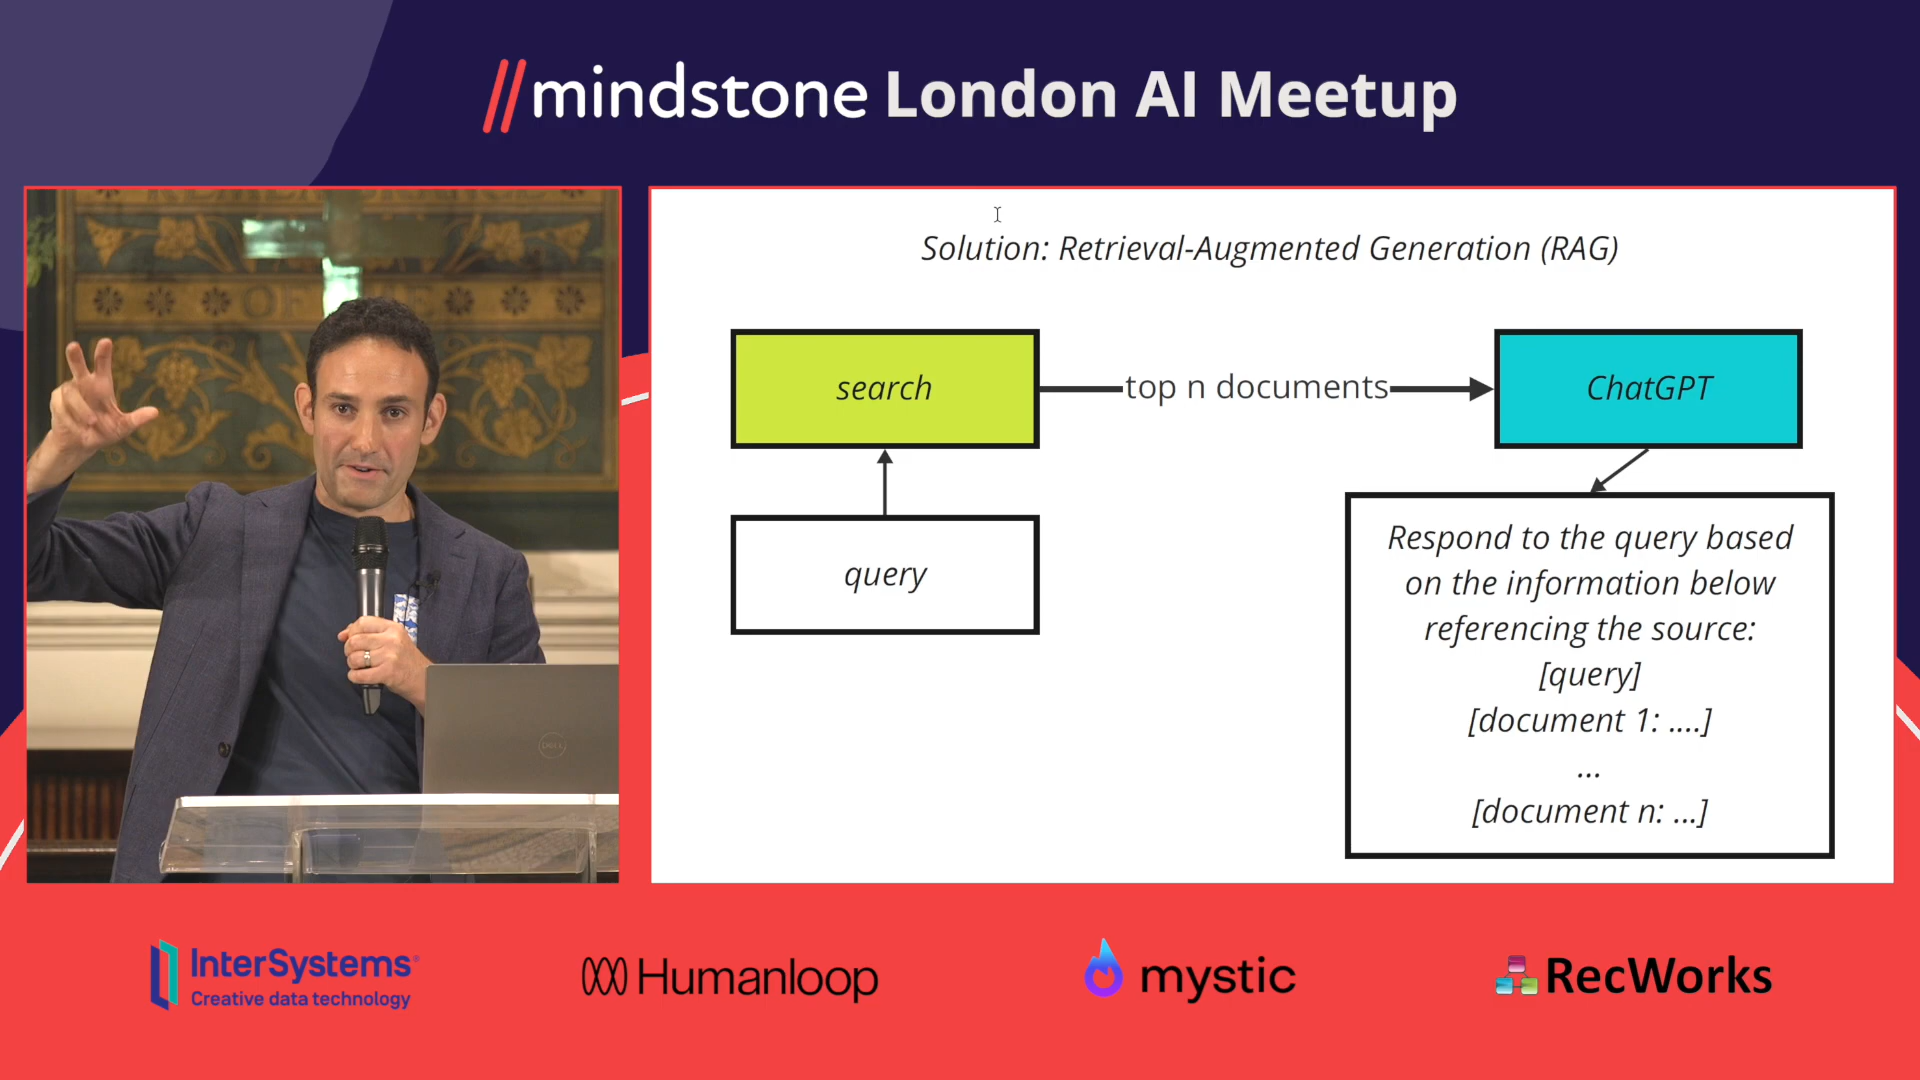 mindstone London AI Meetup
Solution: Retrieval-Augmented Generation (RAG)
search
top n documents
ChatGPT
query
Respond to the query based
on the information below
referencing the source:
[query]
[document 1: ....]
...
[document n: ...]
DELL
InterSystems
Creative data technology
Humanloop
mystic
RecWorks